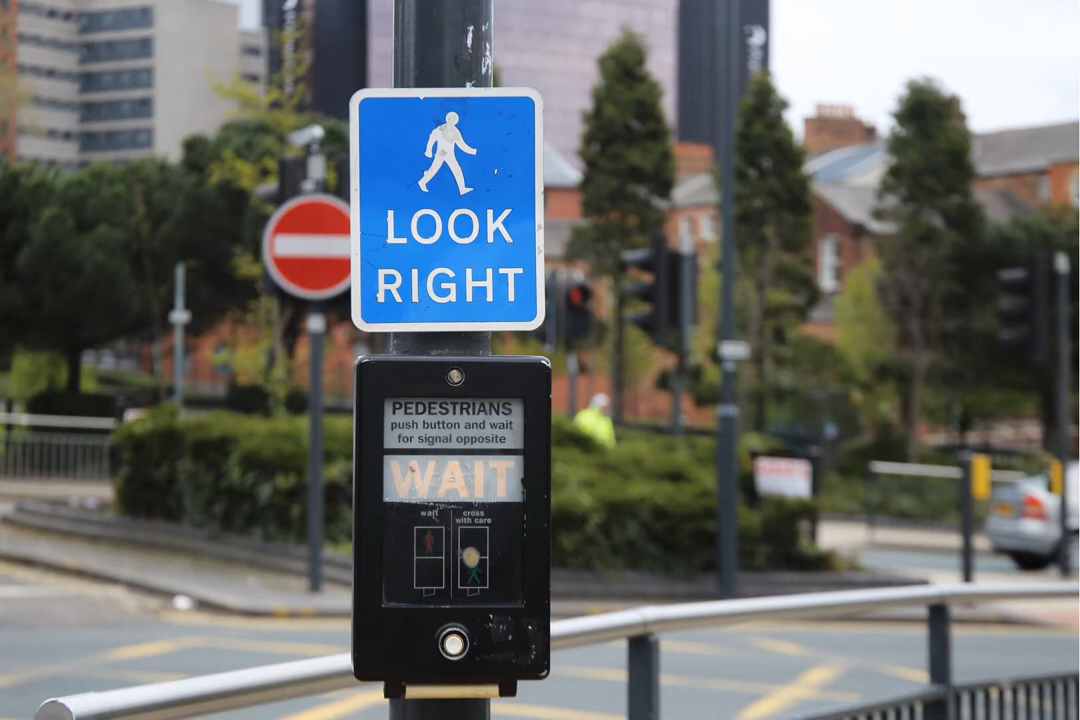 LOOK
RIGHT
PEDESTRIANS
push button and wait
for signal opposite
WAIT
wait
cross
with care